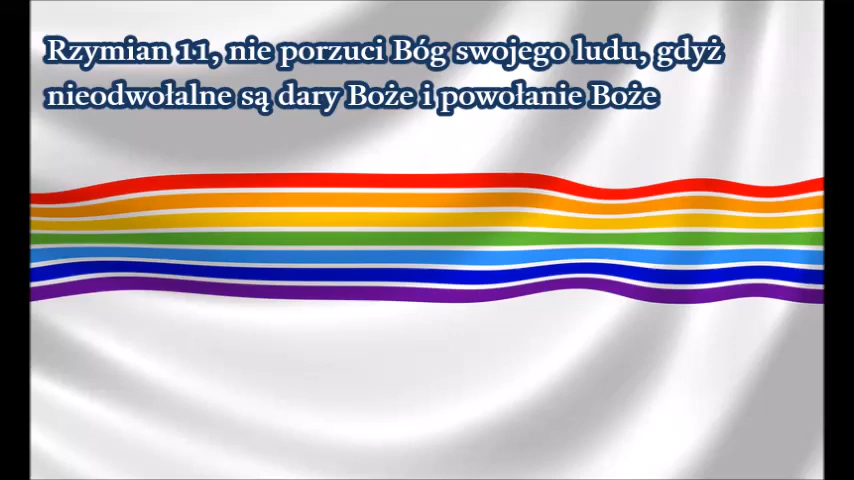 Rzymian 11, nie porzuci Bóg swojego ludu, gdyż
nieodwołalne są dary Boże i powołanie Boże